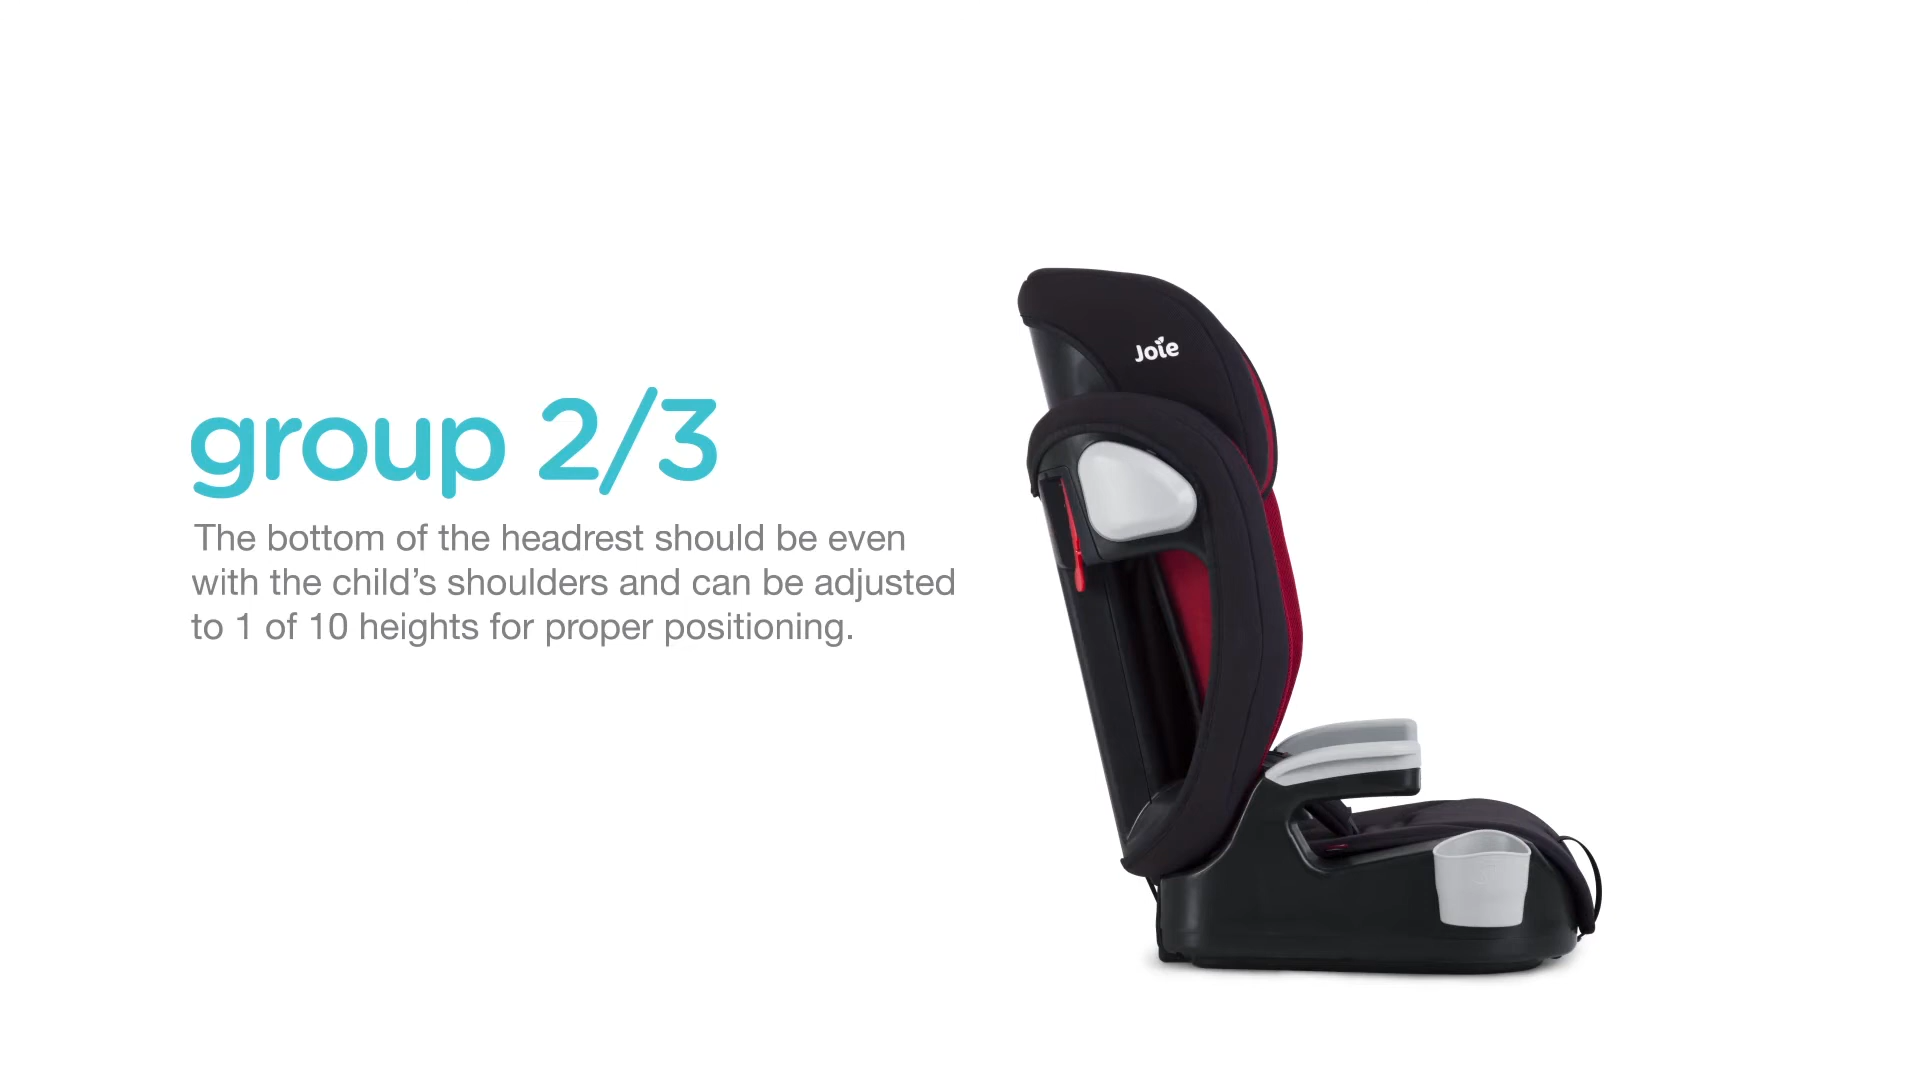 group 2/3
The bottom of the headrest should be even
with the child’s shoulders and can be adjusted
to 1 of 10 heights for proper positioning.
Joie